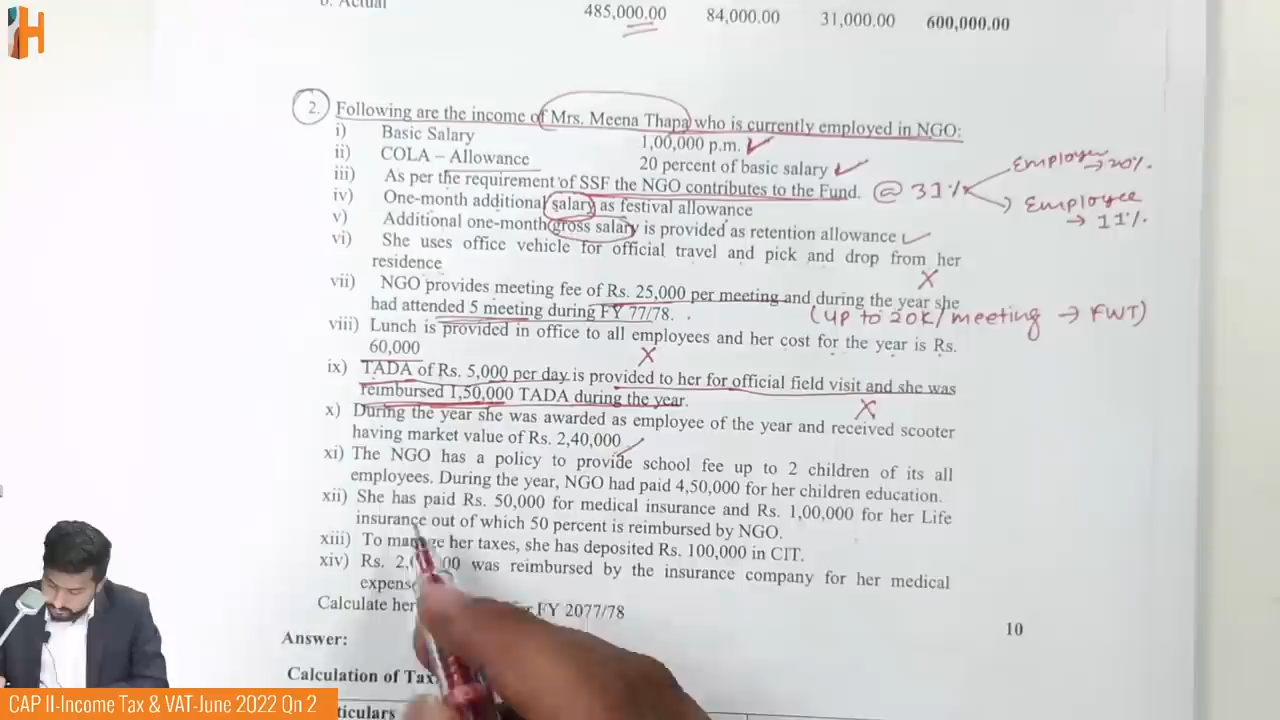 b. Actual
485,000.00 84,000.00 31,000.00 600,000.00
2. Following are the income of Mrs. Meena Thapa who is currently employed in NGO:
i) Basic Salary 1,00,000 p.m.
ii) COLA – Allowance 20 percent of basic salary
Employer → 20%.
iii) As per the requirement of SSF the NGO contributes to the Fund. @ 31%
Employee → 11%.
iv) One-month additional salary as festival allowance
v) Additional one-month gross salary is provided as retention allowance
vi) She uses office vehicle for official travel and pick and drop from her
residence
vii) NGO provides meeting fee of Rs. 25,000 per meeting and during the year she
had attended 5 meeting during FY 77/78.
(up to 20K/meeting → FWT)
viii) Lunch is provided in office to all employees and her cost for the year is Rs.
60,000
ix) TADA of Rs. 5,000 per day is provided to her for official field visit and she was
reimbursed 1,50,000 TADA during the year.
x) During the year she was awarded as employee of the year and received scooter
having market value of Rs. 2,40,000
xi) The NGO has a policy to provide school fee up to 2 children of its all
employees. During the year, NGO had paid 4,50,000 for her children education.
xii) She has paid Rs. 50,000 for medical insurance and Rs. 1,00,000 for her Life
insurance out of which 50 percent is reimbursed by NGO.
xiii) To manage her taxes, she has deposited Rs. 100,000 in CIT.
xiv) Rs. was reimbursed by the insurance company for her medical
Calculate her FY 2077/78
10
Answer:
Calculation of Tax
H
CAP II-Income Tax & VAT-June 2022 Qn 2